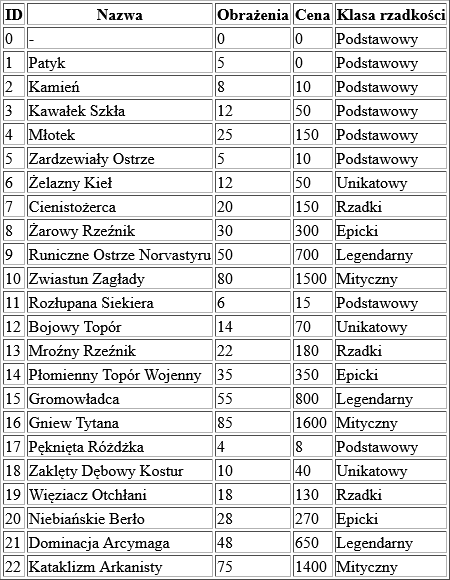 ID Nazwa Obrażenia Cena Klasa rzadkości
0 - 0 0 Podstawowy
1 Patyk 5 0 Podstawowy
2 Kamień 8 10 Podstawowy
3 Kawałek Szkła 12 50 Podstawowy
4 Młotek 25 150 Podstawowy
5 Zardzewiały Ostrze 5 10 Podstawowy
6 Żelazny Kieł 12 50 Unikatowy
7 Cienistożerca 20 150 Rzadki
8 Żarowy Rzeźnik 30 300 Epicki
9 Runiczne Ostrze Norvastyru 50 700 Legendarny
10 Zwiastun Zagłady 80 1500 Mityczny
11 Rozłupana Siekiera 6 15 Podstawowy
12 Bojowy Topór 14 70 Unikatowy
13 Mroźny Rzeźnik 22 180 Rzadki
14 Płomienny Topór Wojenny 35 350 Epicki
15 Gromowładca 55 800 Legendarny
16 Gniew Tytana 85 1600 Mityczny
17 Pęknięta Różdżka 4 8 Podstawowy
18 Zaklęty Dębowy Kostur 10 40 Unikatowy
19 Więziacz Otchłani 18 130 Rzadki
20 Niebiańskie Berło 28 270 Epicki
21 Dominacja Arcymaga 48 650 Legendarny
22 Kataklizm Arkanisty 75 1400 Mityczny